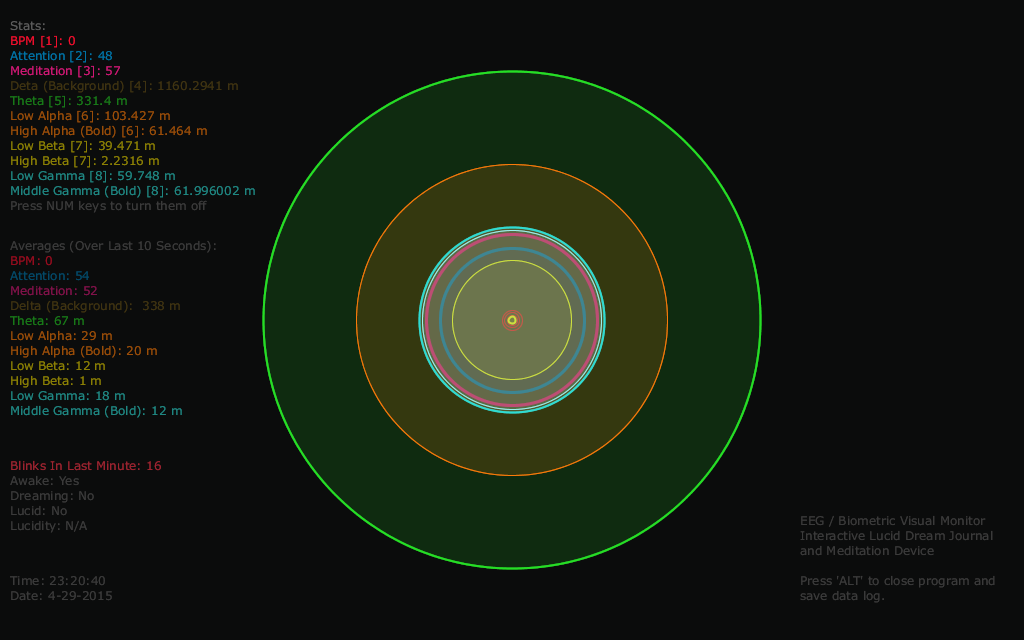 Stats:
BPM [1]: 0
Attention [2]: 48
Meditation [3]: 57
Deta (Background) [4]: 1160.2941 m
Theta [5]: 331.4 m
Low Alpha [6]: 103.427 m
High Alpha (Bold) [6]: 61.464 m
Low Beta [7]: 39.471 m
High Beta [7]: 2.2316 m
Low Gamma [8]: 59.748 m
Middle Gamma (Bold) [8]: 61.996002 m
Press NUM keys to turn them off
Averages (Over Last 10 Seconds):
BPM: 0
Attention: 54
Meditation: 52
Delta (Background):  338 m
Theta: 67 m
Low Alpha: 29 m
High Alpha (Bold): 20 m
Low Beta: 12 m
High Beta: 1 m
Low Gamma: 18 m
Middle Gamma (Bold): 12 m
Blinks In Last Minute: 16
Awake: Yes
Dreaming: No
Lucid: No
Lucidity: N/A
Time: 23:20:40
Date: 4-29-2015
EEG / Biometric Visual Monitor
Interactive Lucid Dream Journal
and Meditation Device
Press 'ALT' to close program and
save data log.